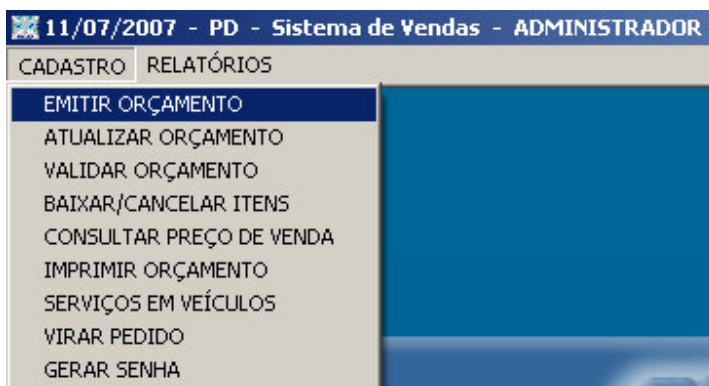 11/07/2007 - PD - Sistema de Vendas - ADMINISTRADOR
CADASTRO RELATÓRIOS
EMITIR ORÇAMENTO
ATUALIZAR ORÇAMENTO
VALIDAR ORÇAMENTO
BAIXAR/CANCELAR ITENS
CONSULTAR PREÇO DE VENDA
IMPRIMIR ORÇAMENTO
SERVIÇOS EM VEÍCULOS
VIRAR PEDIDO
GERAR SENHA